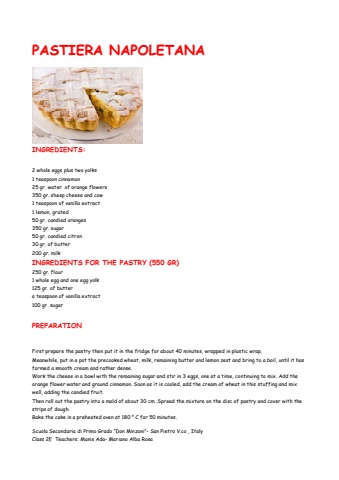 PASTIERA NAPOLETANA
INGREDIENTS:
2 whole eggs plus two yolks
1 teaspoon cinnamon
25 gr. water of orange flowers
350 gr. sheep cheese and cow
1 teaspoon of vanilla extract
1 lemon, grated
50 gr. candied oranges
350 gr. sugar
50 gr. candied citron
30 gr. of butter
200 gr. milk
INGREDIENTS FOR THE PASTRY (550 GR)
250 gr. flour
1 whole egg and one egg yolk
125 gr. of butter
a teaspoon of vanilla extract
100 gr. sugar
PREPARATION
First prepare the pastry then put it in the fridge for about 40 minutes, wrapped in plastic wrap.
Meanwhile, put in a pot the precooked wheat, milk, remaining butter and lemon zest and bring to a boil, until it has
formed a smooth cream and rather dense.
Work the cheese in a bowl with the remaining sugar and stir in 3 eggs, one at a time, continuing to mix. Add the
orange flower water and ground cinnamon. Soon as it is cooled, add the cream of wheat in this stuffing and mix
well, adding the candied fruit.
Then roll out the pastry into a mold of about 30 cm .Spread the mixture on the disc of pastry and cover with the
strips of dough.
Bake the cake in a preheated oven at 180 ° C for 50 minutes.
Scuola Secondaria di Primo Grado "Don Minzoni"- San Pietro V.co , Italy
Class 2E Teachers: Manis Ada- Mariano Alba Rosa